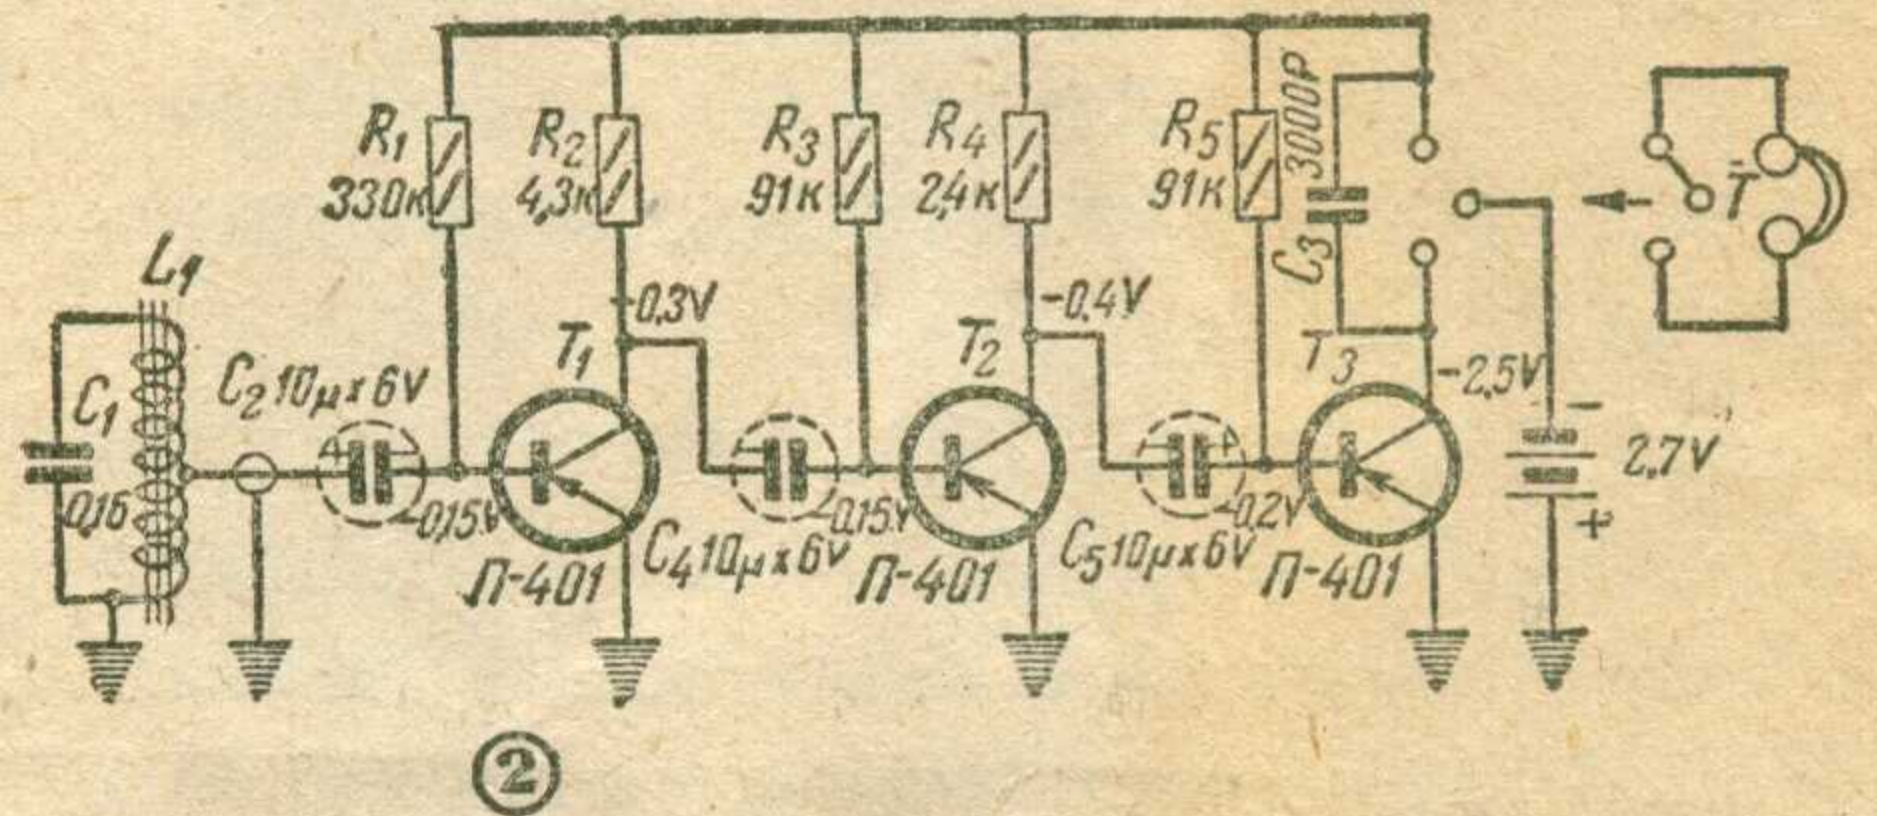 R1
330к
R2
4,3к
R3
91к
R4
2,4к
R5
91к
3000Р
C3
T
L1
C1
0,15
C2 10µ×6V
-0,15V
T1
-0,3V
П-401
C4 10µ×6V
-0,15V
T2
-0,4V
П-401
C5 10µ×6V
-0,2V
T3
-2,5V
П-401
-
2,7V
+
2